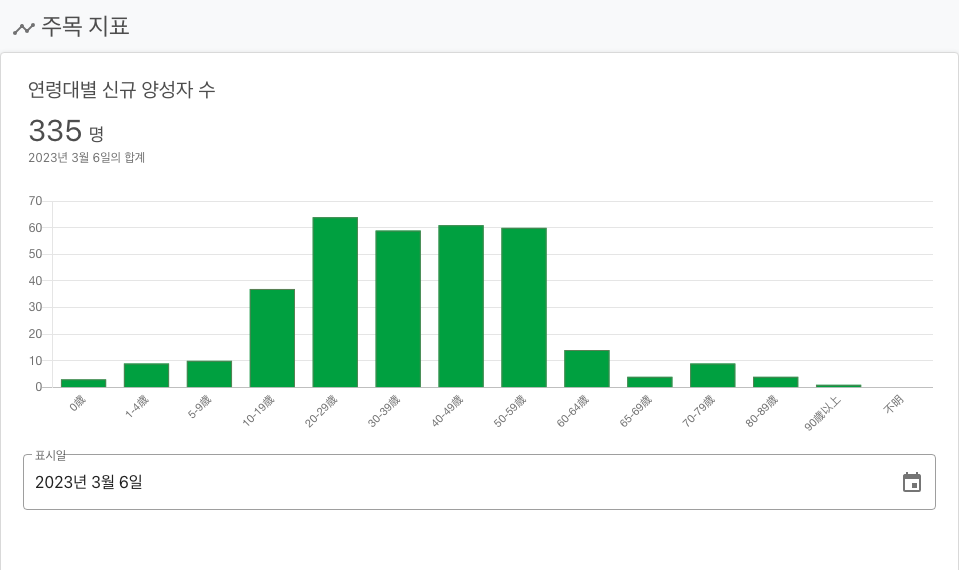 주목 지표
연령대별 신규 양성자 수
335 명
2023년 3월 6일의 합계
70
60
50
40
30
20
10
0
0歳
1-4歳
5-9歳
10-19歳
20-29歳
30-39歳
40-49歳
50-59歳
60-64歳
65-69歳
70-79歳
80-89歳
90歳以上
不明
표시일
2023년 3월 6일